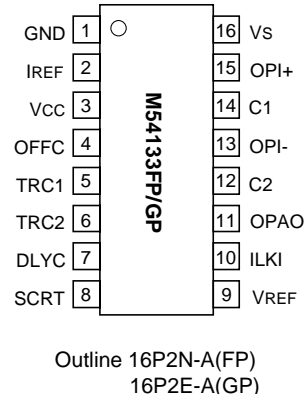 GND 1 16 VS
IREF 2 15 OPI+
VCC 3 14 C1
OFFC 4 13 OPI-
TRC1 5 12 C2
TRC2 6 11 OPAO
DLYC 7 10 ILKI
SCRT 8 9 VREF
M54133FP/GP
Outline 16P2N-A(FP)
16P2E-A(GP)